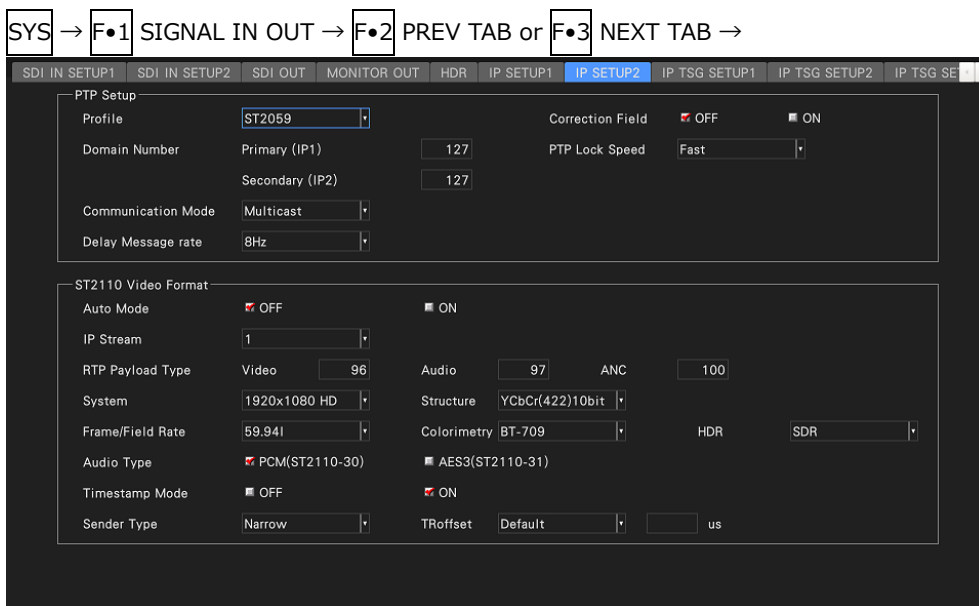 SYS → F•1 SIGNAL IN OUT → F•2 PREV TAB or F•3 NEXT TAB →
SDI IN SETUP1 SDI IN SETUP2 SDI OUT MONITOR OUT HDR IP SETUP1 IP SETUP2 IP TSG SETUP1 IP TSG SETUP2 IP TSG SE
PTP Setup
Profile ST2059 Correction Field OFF ON
Domain Number Primary (IP1) 127 PTP Lock Speed Fast
Secondary (IP2) 127
Communication Mode Multicast
Delay Message rate 8Hz
ST2110 Video Format
Auto Mode OFF ON
IP Stream 1
RTP Payload Type Video 96 Audio 97 ANC 100
System 1920x1080 HD Structure YCbCr(422)10bit
Frame/Field Rate 59.94I Colorimetry BT-709 HDR SDR
Audio Type PCM(ST2110-30) AES3(ST2110-31)
Timestamp Mode OFF ON
Sender Type Narrow TRoffset Default us